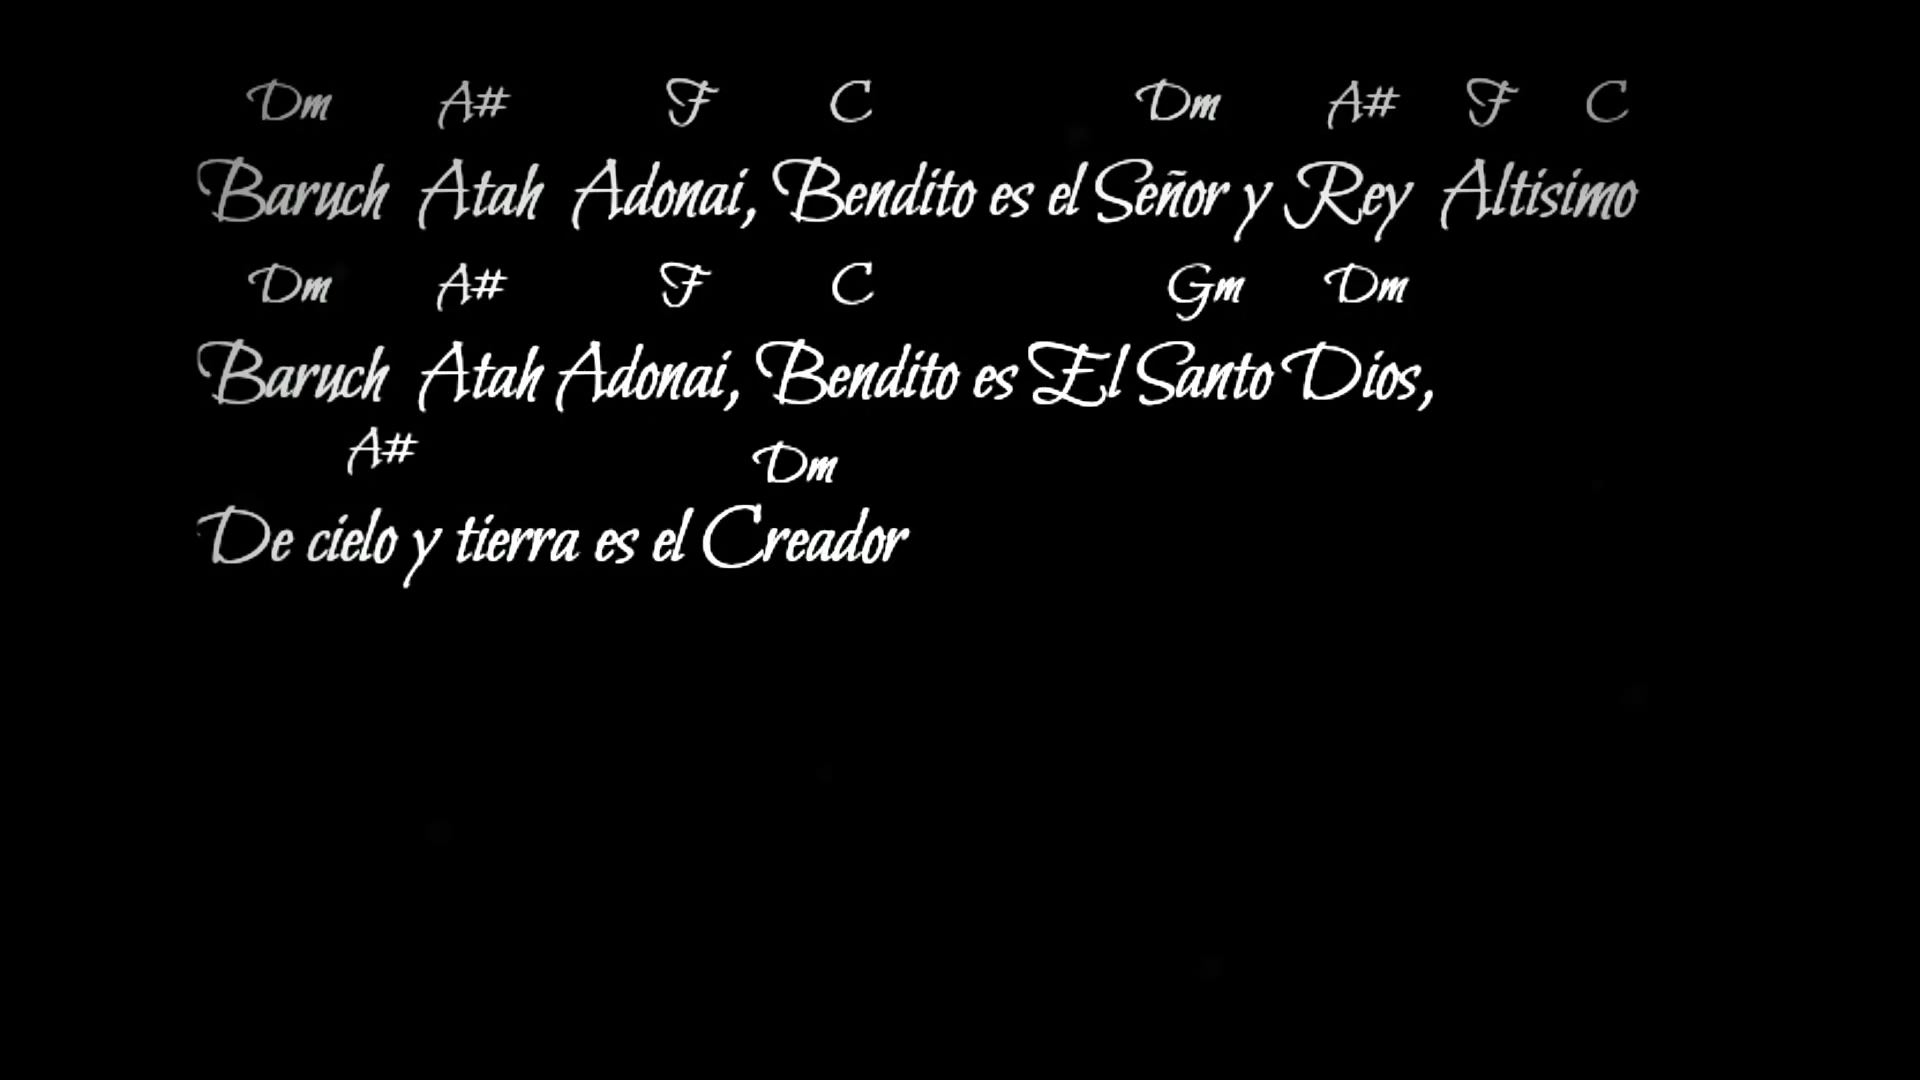 Dm A# F C Dm A# F C
Baruch Atah Adonai, Bendito es el Señor y Rey Altisimo
Dm A# F C Gm Dm
Baruch Atah Adonai, Bendito es El Santo Dios,
A# Dm
De cielo y tierra es el Creador